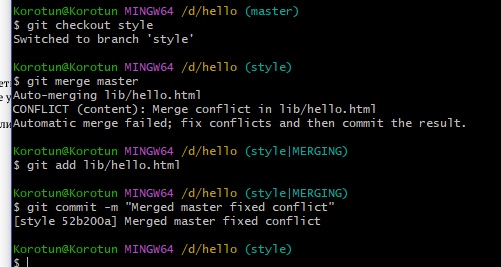 Korotun@Korotun MINGW64 /d/hello (master)
$ git checkout style
Switched to branch 'style'
Korotun@Korotun MINGW64 /d/hello (style)
$ git merge master
Auto-merging lib/hello.html
CONFLICT (content): Merge conflict in lib/hello.html
Automatic merge failed; fix conflicts and then commit the result.
Korotun@Korotun MINGW64 /d/hello (style|MERGING)
$ git add lib/hello.html
Korotun@Korotun MINGW64 /d/hello (style|MERGING)
$ git commit -m "Merged master fixed conflict"
[style 52b200a] Merged master fixed conflict
Korotun@Korotun MINGW64 /d/hello (style)
$